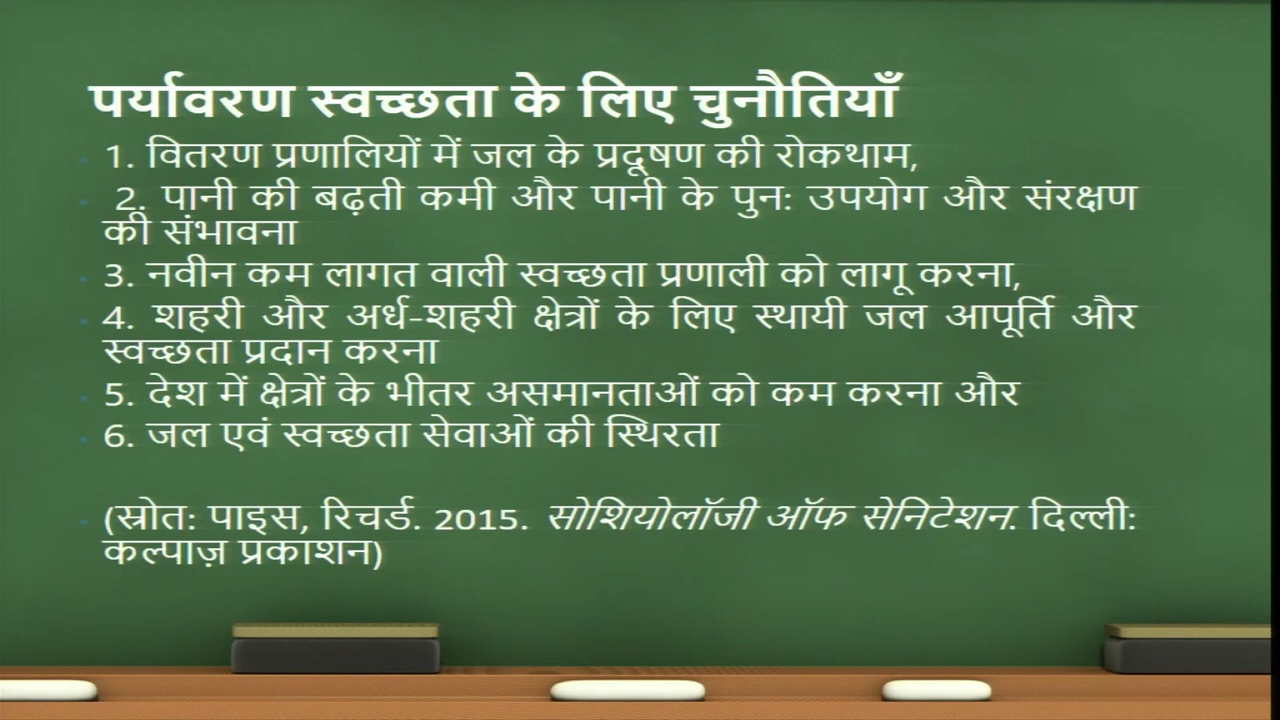 पर्यावरण स्वच्छता के लिए चुनौतियाँ
1. वितरण प्रणालियों में जल के प्रदूषण की रोकथाम,
2. पानी की बढ़ती कमी और पानी के पुनः उपयोग और संरक्षण
की संभावना
3. नवीन कम लागत वाली स्वच्छता प्रणाली को लागू करना,
4. शहरी और अर्ध-शहरी क्षेत्रों के लिए स्थायी जल आपूर्ति और
स्वच्छता प्रदान करना
5. देश में क्षेत्रों के भीतर असमानताओं को कम करना और
6. जल एवं स्वच्छता सेवाओं की स्थिरता
(स्रोतः पाइस, रिचर्ड. 2015. सोशियोलॉजी ऑफ सेनिटेशन. दिल्ली:
कल्पाज़ प्रकाशन)